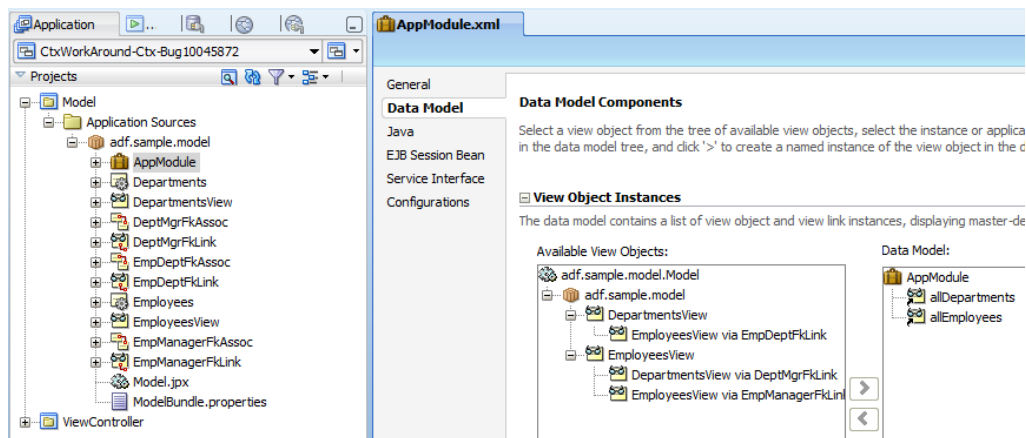 Application
...
CtxWorkAround-Ctx-Bug10045872
Projects
Model
Application Sources
adf.sample.model
AppModule
Departments
DepartmentsView
DeptMgrFkAssoc
DeptMgrFkLink
EmpDeptFkAssoc
EmpDeptFkLink
Employees
EmployeesView
EmpManagerFkAssoc
EmpManagerFkLink
Model.jpx
ModelBundle.properties
ViewController
AppModule.xml
General
Data Model
Java
EJB Session Bean
Service Interface
Configurations
Data Model Components
Select a view object from the tree of available view objects, select the instance or applica
in the data model tree, and click '>' to create a named instance of the view object in the d
View Object Instances
The data model contains a list of view object and view link instances, displaying master-de
Available View Objects:
adf.sample.model.Model
adf.sample.model
DepartmentsView
EmployeesView via EmpDeptFkLink
EmployeesView
DepartmentsView via DeptMgrFkLink
EmployeesView via EmpManagerFkLinl
Data Model:
AppModule
allDepartments
allEmployees